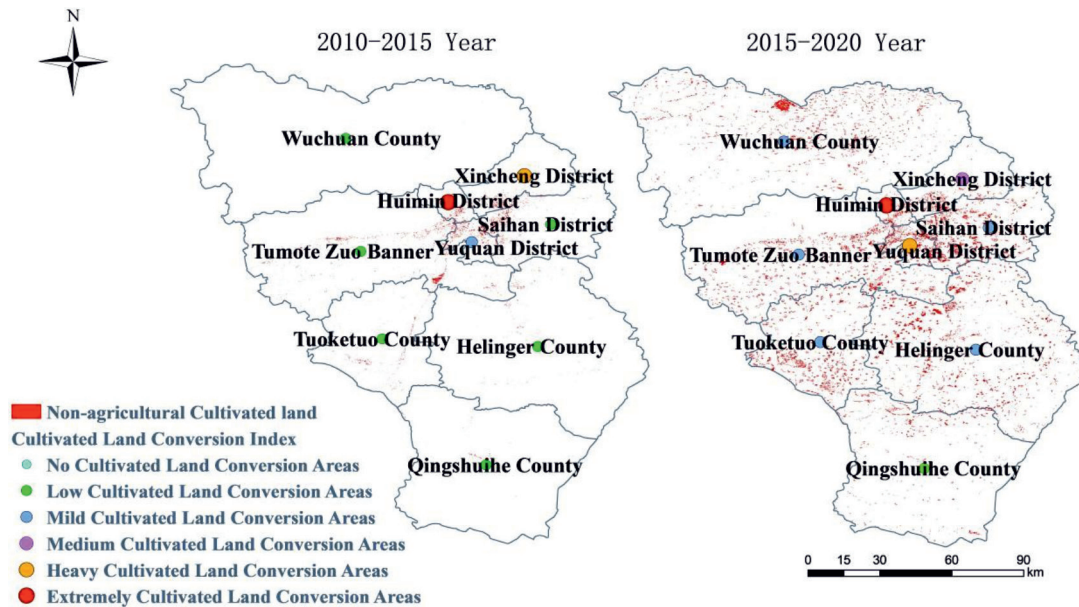 N
2010-2015 Year
2015-2020 Year
Wuchuan County
Xincheng District
Huimin District
Saihan District
Tumote Zuo Banner
Yuquan District
Tuoketuo County
Helinger County
Qingshuihe County
Wuchuan County
Xincheng District
Huimin District
Saihan District
Tumote Zuo Banner
Yuquan District
Tuoketuo County
Helinger County
Qingshuihe County
Non-agricultural Cultivated land
Cultivated Land Conversion Index
No Cultivated Land Conversion Areas
Low Cultivated Land Conversion Areas
Mild Cultivated Land Conversion Areas
Medium Cultivated Land Conversion Areas
Heavy Cultivated Land Conversion Areas
Extremely Cultivated Land Conversion Areas
0 15 30 60 90
km